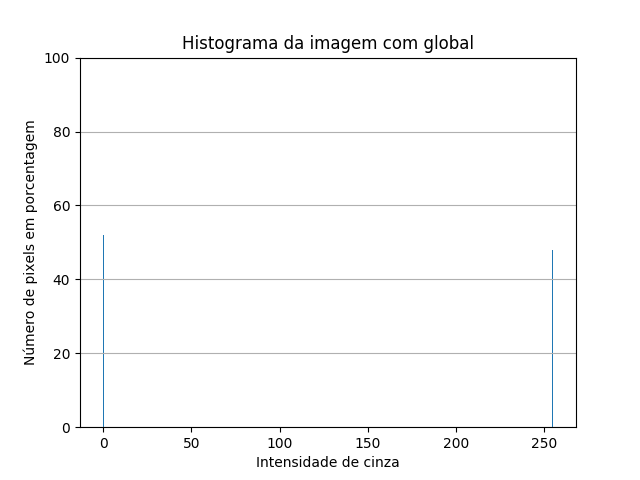 Histograma da imagem com global
100
80
60
40
20
0
Número de pixels em porcentagem
0 50 100 150 200 250
Intensidade de cinza